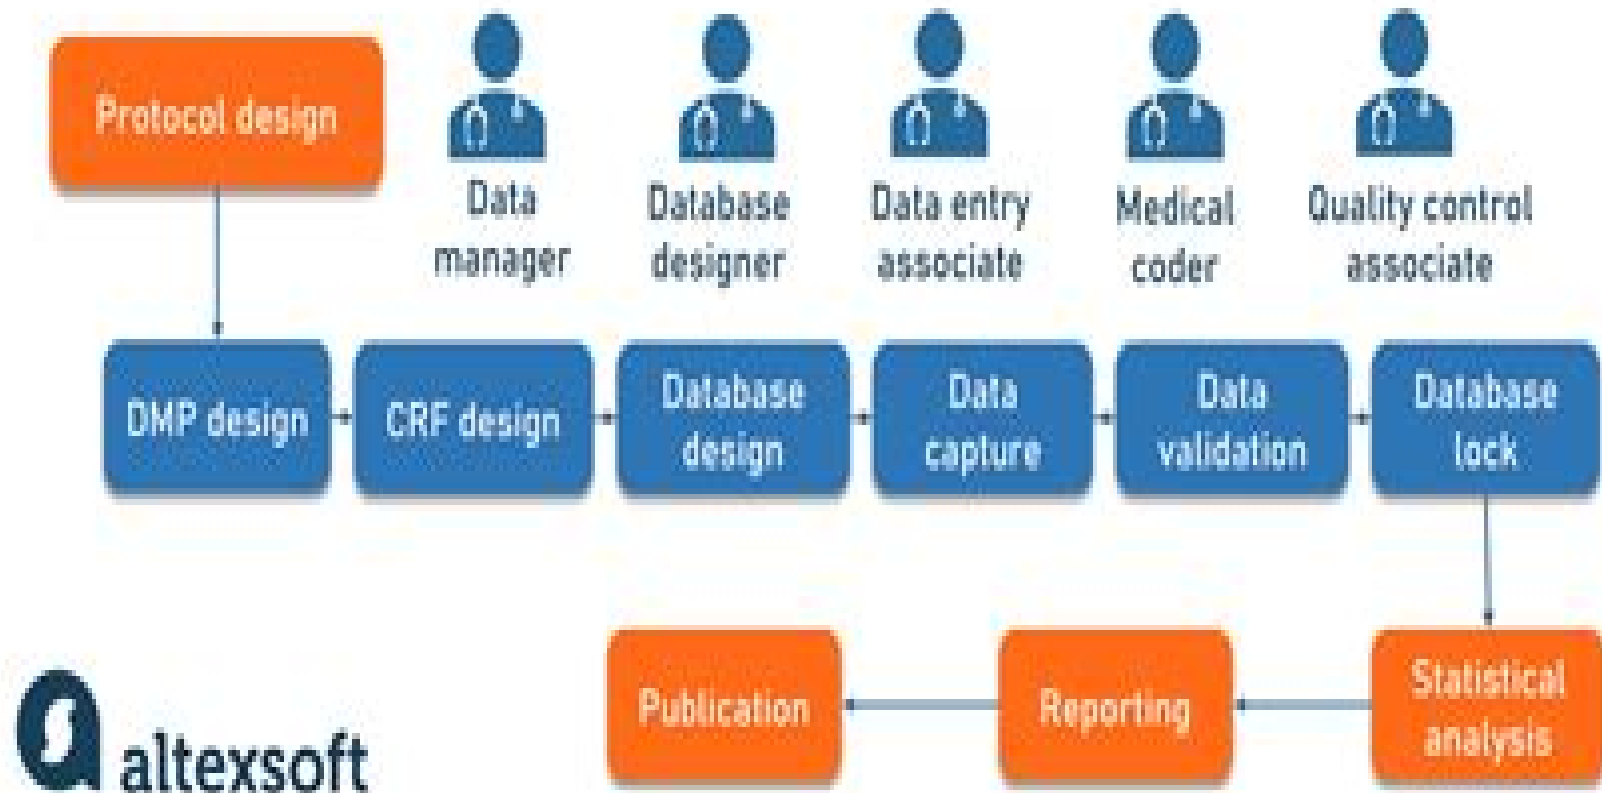 Protocol design
Data
manager
Database
designer
Data entry
associate
Medical
coder
Quality control
associate
DMP design
CRF design
Database
design
Data
capture
Data
validation
Database
lock
Publication
Reporting
Statistical
analysis
altexsoft